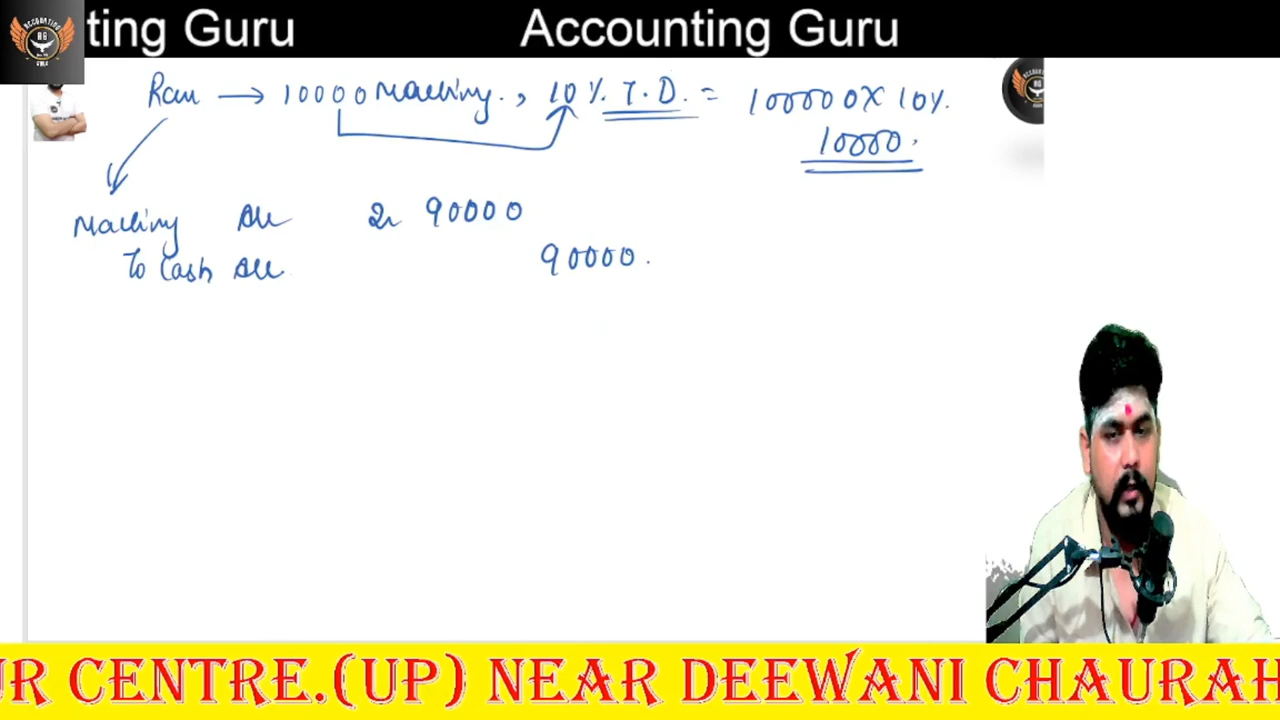 ting Guru Accounting Guru
Ram → 10000 Machinery. , 10%. T.D. = 100000 X 10%.
10000.
Machinery A/c Dr 90000
To Cash A/c 90000.
UR CENTRE.(UP) NEAR DEEWANI CHAURAH